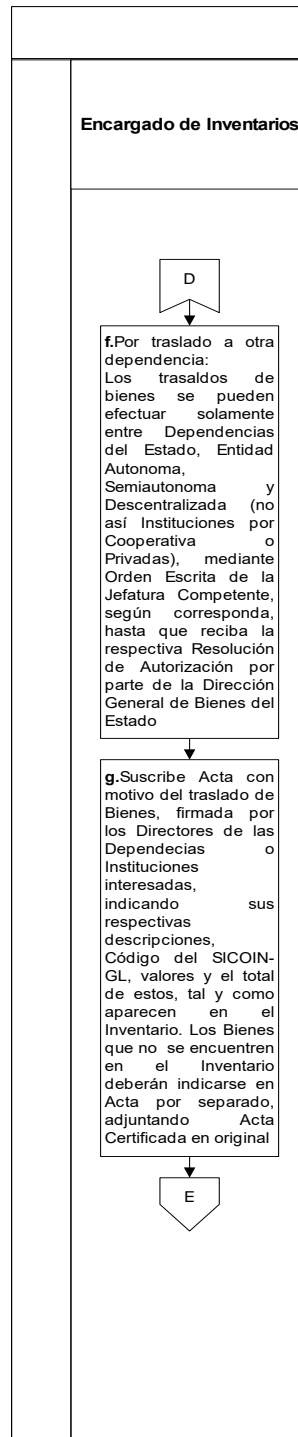 Encargado de Inventarios
D
f.Por traslado a otra
dependencia:
Los trasaldos de
bienes se pueden
efectuar solamente
entre Dependencias
del Estado, Entidad
Autonoma,
Semiautonoma y
Descentralizada (no
así Instituciones por
Cooperativa o
Privadas), mediante
Orden Escrita de la
Jefatura Competente,
según corresponda,
hasta que reciba la
respectiva Resolución
de Autorización por
parte de la Dirección
General de Bienes del
Estado
g.Suscribe Acta con
motivo del traslado de
Bienes, firmada por
los Directores de las
Dependecias o
Instituciones
interesadas,
indicando sus
respectivas
descripciones,
Código del SICOIN-
GL, valores y el total
de estos, tal y como
aparecen en el
Inventario. Los Bienes
que no se encuentren
en el Inventario
deberán indicarse en
Acta por separado,
adjuntando Acta
Certificada en original
E